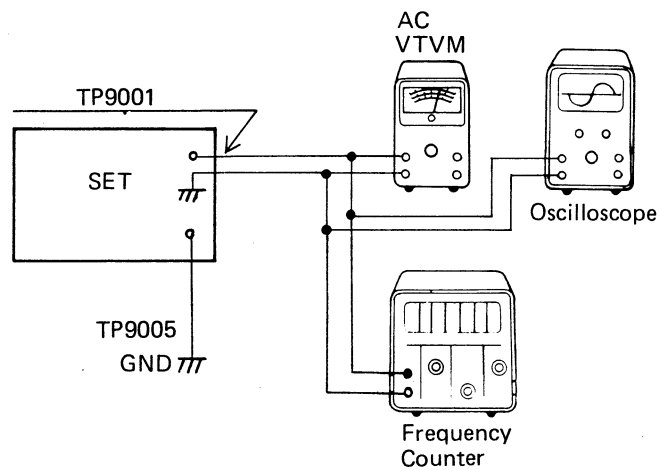 AC
VTVM
TP9001
SET
Oscilloscope
TP9005
GND
Frequency
Counter